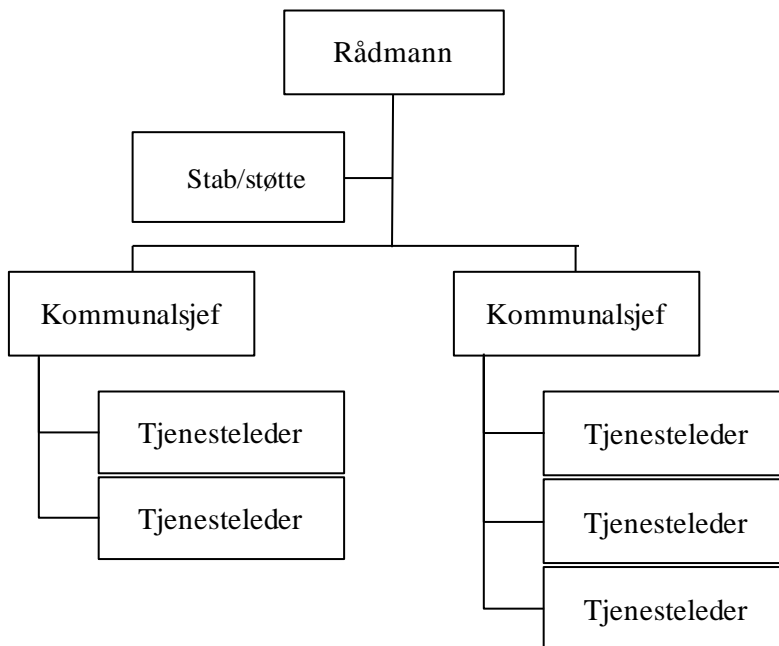 Rådmann
Stab/støtte
Kommunalsjef
Kommunalsjef
Tjenesteleder
Tjenesteleder
Tjenesteleder
Tjenesteleder
Tjenesteleder